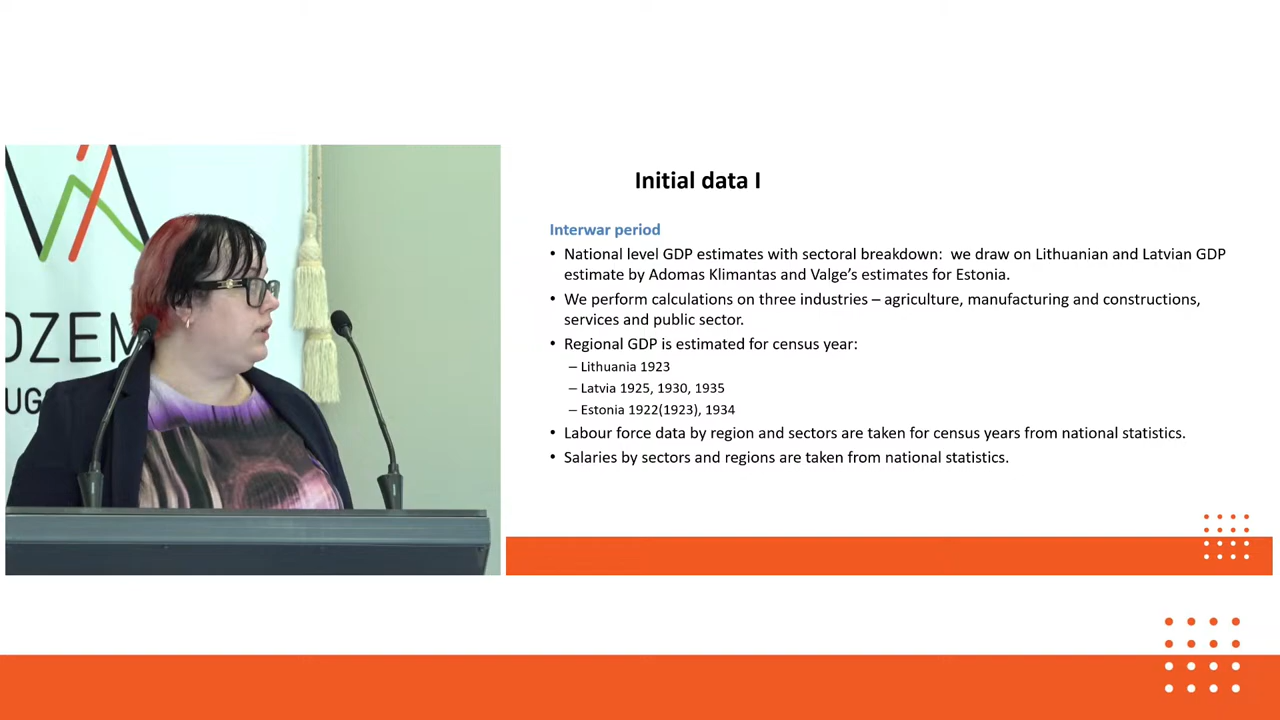 OZEM
UG
Initial data I
Interwar period
• National level GDP estimates with sectoral breakdown: we draw on Lithuanian and Latvian GDP
estimate by Adomas Klimantas and Valge's estimates for Estonia.
• We perform calculations on three industries – agriculture, manufacturing and constructions,
services and public sector.
• Regional GDP is estimated for census year:
– Lithuania 1923
– Latvia 1925, 1930, 1935
– Estonia 1922(1923), 1934
• Labour force data by region and sectors are taken for census years from national statistics.
• Salaries by sectors and regions are taken from national statistics.